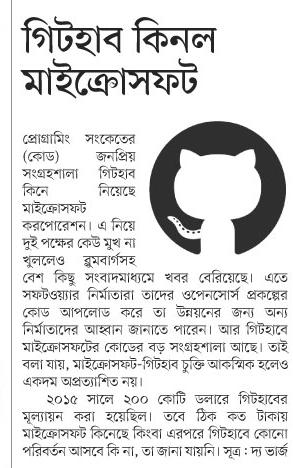 গিটহাব কিনল
মাইক্রোসফট
প্রোগ্রামিং সংকেতের
(কোড) জনপ্রিয়
সংগ্রহশালা গিটহাব
কিনে নিয়েছে
মাইক্রোসফট
করপোরেশন। এ নিয়ে
দুই পক্ষের কেউ মুখ না
খুললেও ব্লুমবার্গসহ
বেশ কিছু সংবাদমাধ্যমে খবর বেরিয়েছে। এতে
সফটওয়্যার নির্মাতারা তাদের ওপেনসোর্স প্রকল্পের
কোড আপলোড করে তা উন্নয়নের জন্য অন্য
নির্মাতাদের আহ্বান জানাতে পারেন। আর গিটহাবে
মাইক্রোসফটের কোডের বড় সংগ্রহশালা আছে। তাই
বলা যায়, মাইক্রোসফট-গিটহাব চুক্তি আকস্মিক হলেও
একদম অপ্রত্যাশিত নয়।
২০১৫ সালে ২০০ কোটি ডলারে গিটহাবের
মূল্যায়ন করা হয়েছিল। তবে ঠিক কত টাকায়
মাইক্রোসফট কিনেছে কিংবা এরপরে গিটহাবে কোনো
পরিবর্তন আসবে কি না, তা জানা যায়নি। সূত্র : দ্য ভার্জ